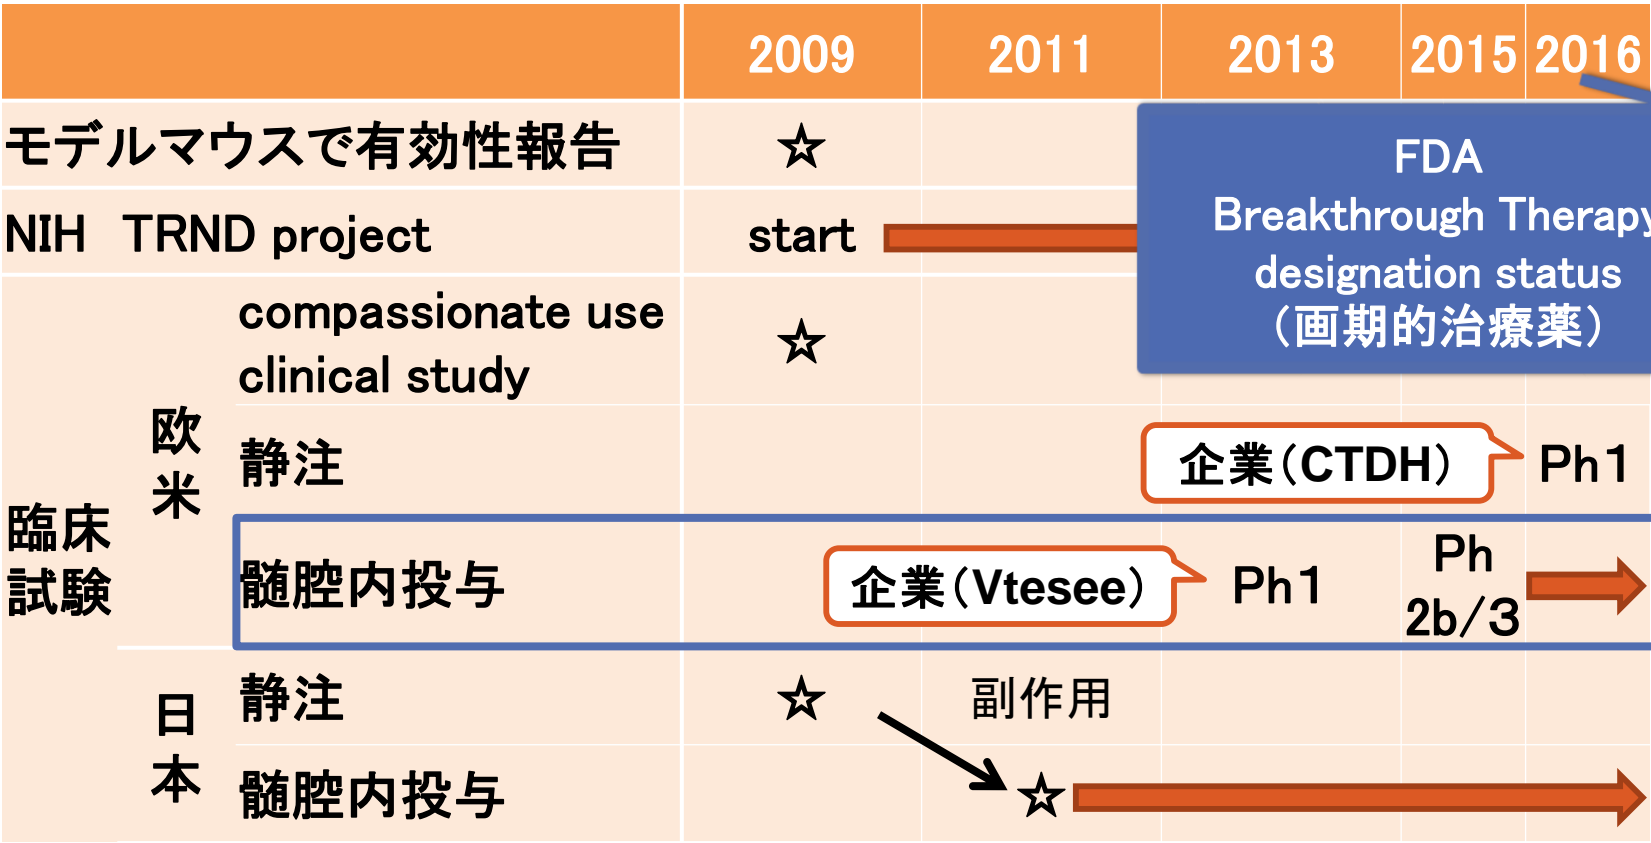 2009 2011 2013 2015 2016
モデルマウスで有効性報告 ☆
NIH TRND project start
FDA
Breakthrough Therapy
designation status
（画期的治療薬）
臨床
試験
欧
米
compassionate use
clinical study ☆
静注 企業（CTDH） Ph1
髄腔内投与 企業（Vtesee） Ph1 Ph
2b/3
日
本
静注 ☆ 副作用
髄腔内投与 ☆